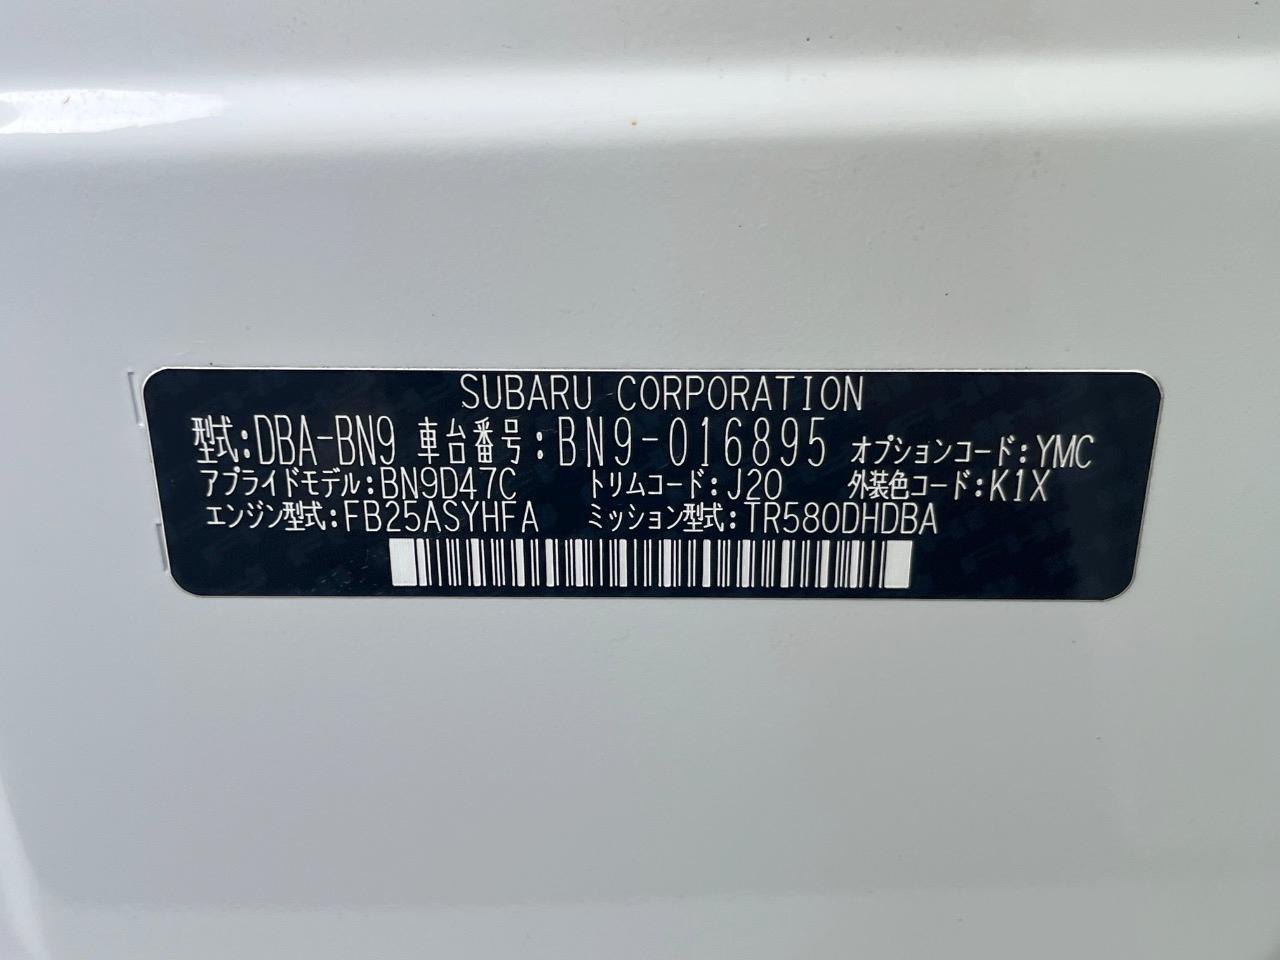 SUBARU CORPORATION
型式:DBA-BN9 車台番号:BN9-016895 オプションコード:YMC
アプライドモデル:BN9D47C トリムコード:J20 外装色コード:K1X
エンジン型式:FB25ASYHFA ミッション型式:TR580DHDBA